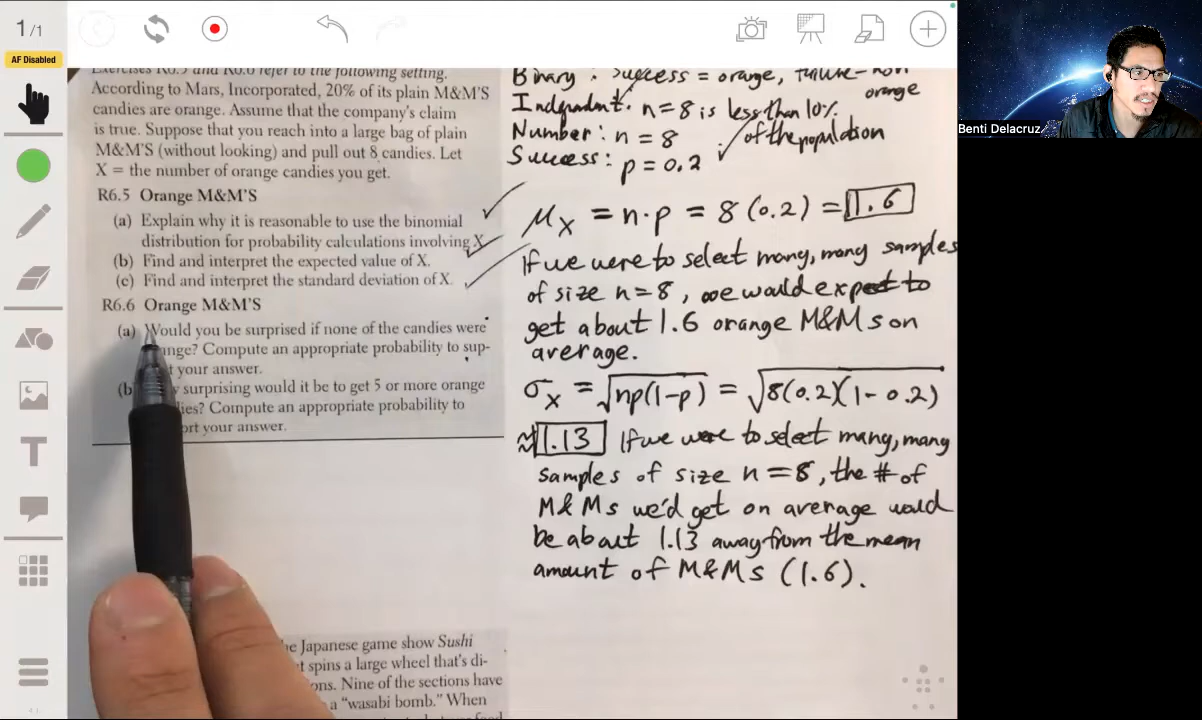 1/1
AF Disabled
Exercises R6.5 and R6.6 refer to the following setting.
According to Mars, Incorporated, 20% of its plain M&M'S
candies are orange. Assume that the company's claim
is true. Suppose that you reach into a large bag of plain
M&M'S (without looking) and pull out 8 candies. Let
X = the number of orange candies you get.
R6.5 Orange M&M'S
(a) Explain why it is reasonable to use the binomial
distribution for probability calculations involving X.
(b) Find and interpret the expected value of X.
(c) Find and interpret the standard deviation of X.
R6.6 Orange M&M'S
(a) Would you be surprised if none of the candies were
ange? Compute an appropriate probability to sup-
t your answer.
(b surprising would it be to get 5 or more orange
dies? Compute an appropriate probability to
ort your answer.
he Japanese game show Sushi
t spins a large wheel that's di-
ons. Nine of the sections have
a "wasabi bomb." When
Binary: Success = orange, failure = non
orange
Independent: n = 8 is less than 10%
of the population
Number: n = 8
Success: p = 0.2
μx = n·p = 8(0.2) = 1.6
If we were to select many, many samples
of size n = 8, we would expect to
get about 1.6 orange M&Ms on
average.
σx = √np(1-p) = √8(0.2)(1-0.2)
≈ 1.13 If we were to select many, many
samples of size n = 8, the # of
M&Ms we'd get on average would
be about 1.13 away from the mean
amount of M&Ms (1.6).
Benti Delacruz